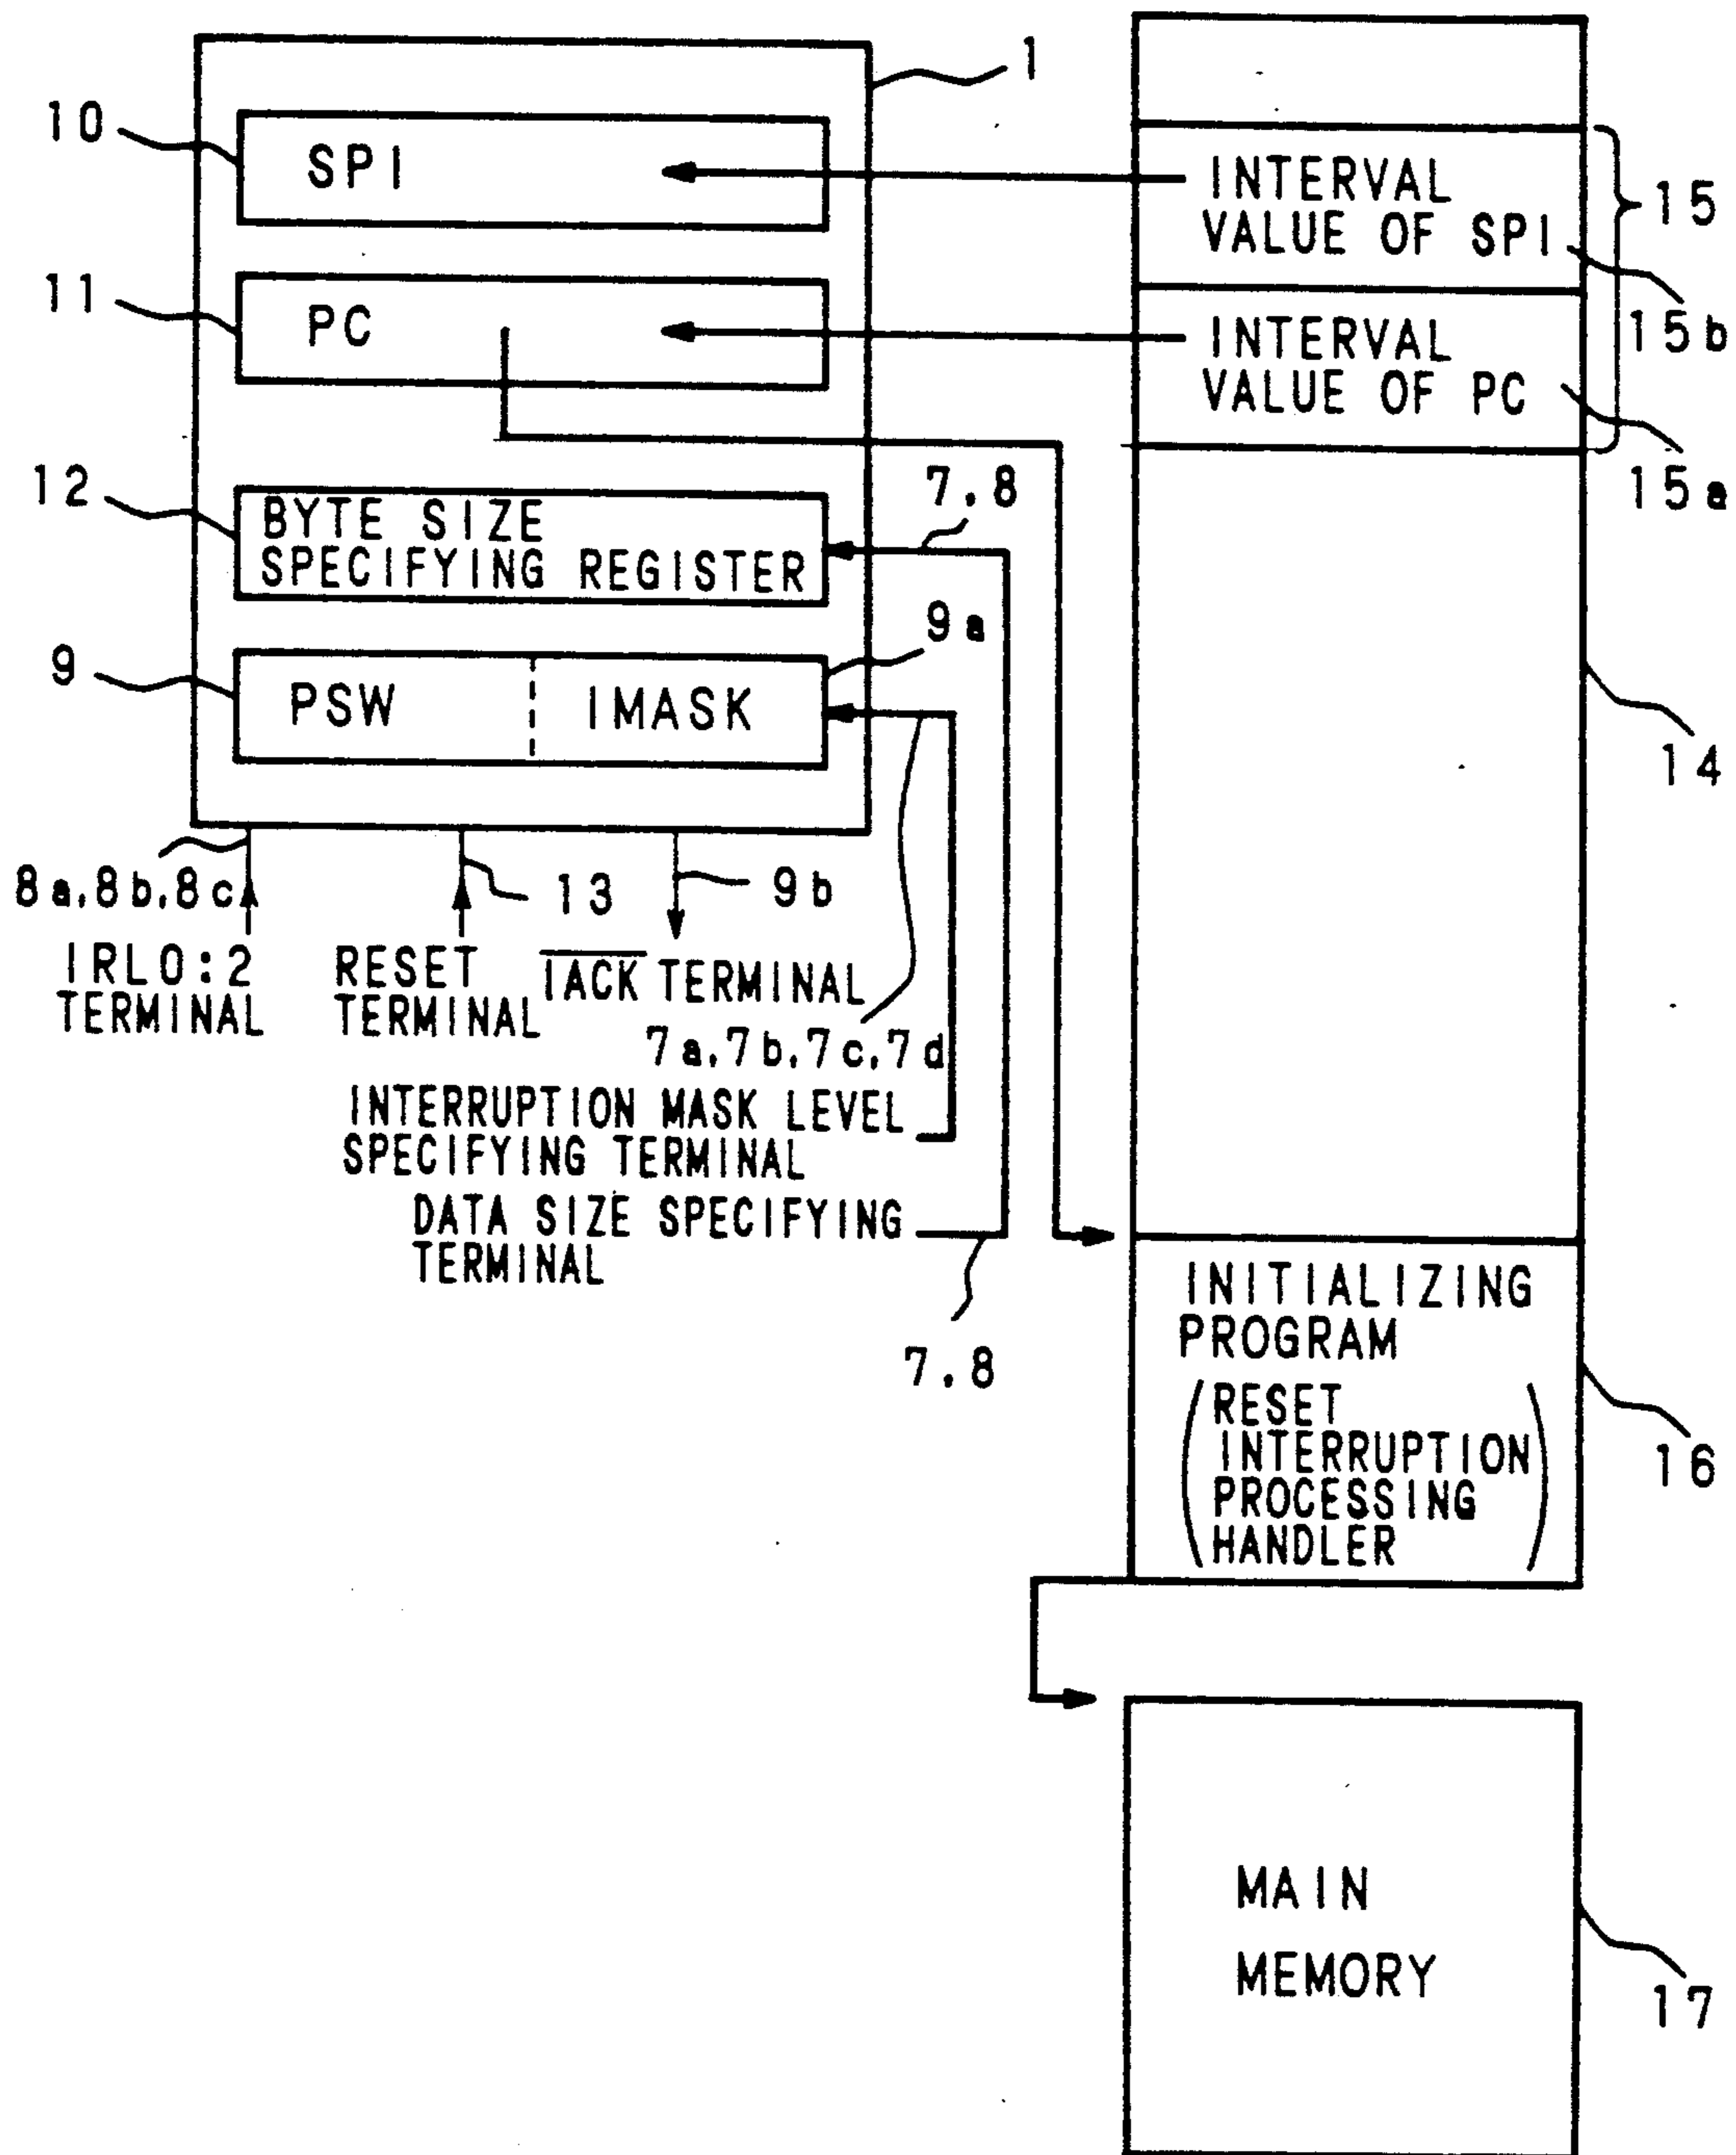 1
10
SPI
INTERVAL
VALUE OF SPI
15
15b
11
PC
INTERVAL
VALUE OF PC
15a
12
BYTE SIZE
SPECIFYING REGISTER
7,8
9
PSW
IMASK
9a
14
8a,8b,8c
13
9b
IRL0:2
TERMINAL
RESET
TERMINAL
IACK TERMINAL
7a,7b,7c,7d
INTERRUPTION MASK LEVEL
SPECIFYING TERMINAL
DATA SIZE SPECIFYING
TERMINAL
7,8
INITIALIZING
PROGRAM
(RESET
INTERRUPTION
PROCESSING
HANDLER)
16
MAIN
MEMORY
17